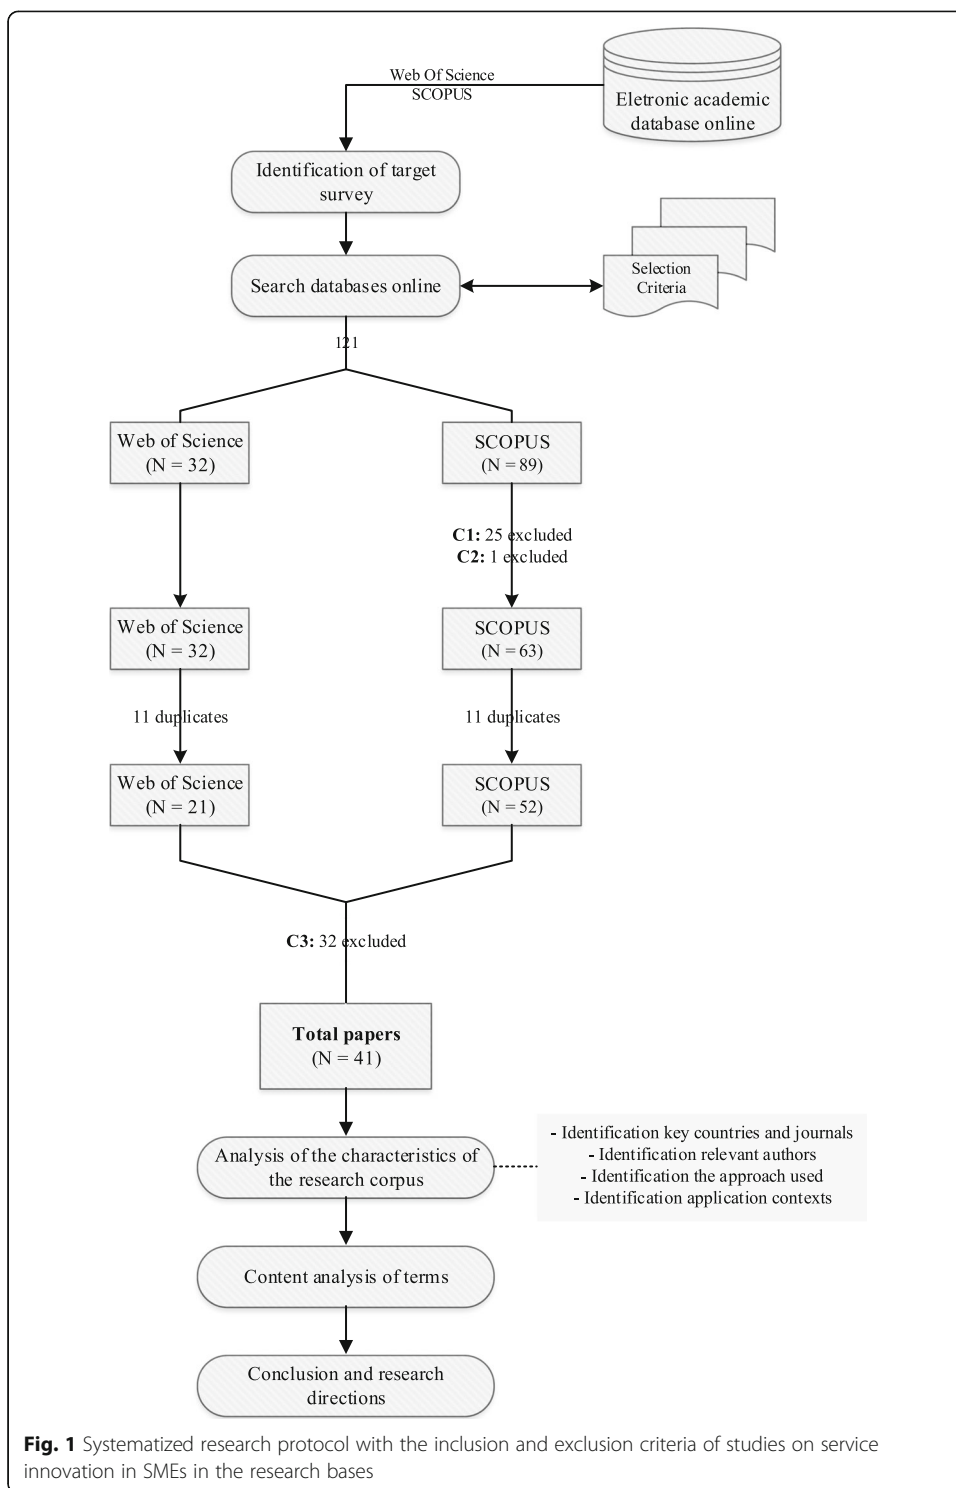 Web Of Science
SCOPUS
Eletronic academic
database online
Identification of target
survey
Search databases online
Selection
Criteria
121
Web of Science
(N = 32)
SCOPUS
(N = 89)
C1: 25 excluded
C2: 1 excluded
Web of Science
(N = 32)
SCOPUS
(N = 63)
11 duplicates
11 duplicates
Web of Science
(N = 21)
SCOPUS
(N = 52)
C3: 32 excluded
Total papers
(N = 41)
Analysis of the characteristics of
the research corpus
- Identification key countries and journals
- Identification relevant authors
- Identification the approach used
- Identification application contexts
Content analysis of terms
Conclusion and research
directions
Fig. 1 Systematized research protocol with the inclusion and exclusion criteria of studies on service
innovation in SMEs in the research bases